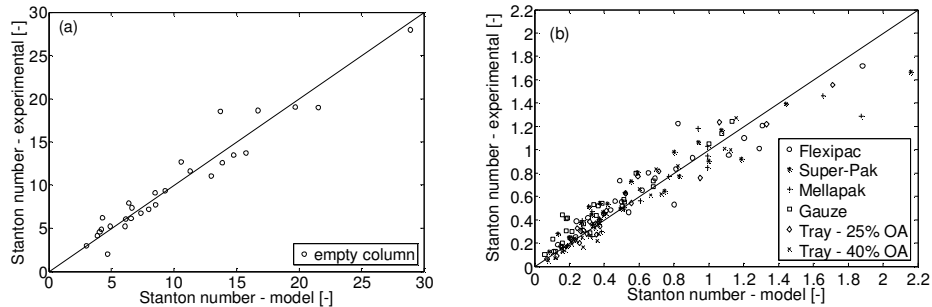 (a)
Stanton number - experimental [-]
30
25
20
15
10
5
0
0 5 10 15 20 25 30
Stanton number - model [-]
empty column
(b)
Stanton number - experimental [-]
2.2
2
1.8
1.6
1.4
1.2
1
0.8
0.6
0.4
0.2
0
0 0.2 0.4 0.6 0.8 1 1.2 1.4 1.6 1.8 2 2.2
Stanton number - model [-]
Flexipac
Super-Pak
Mellapak
Gauze
Tray - 25% OA
Tray - 40% OA